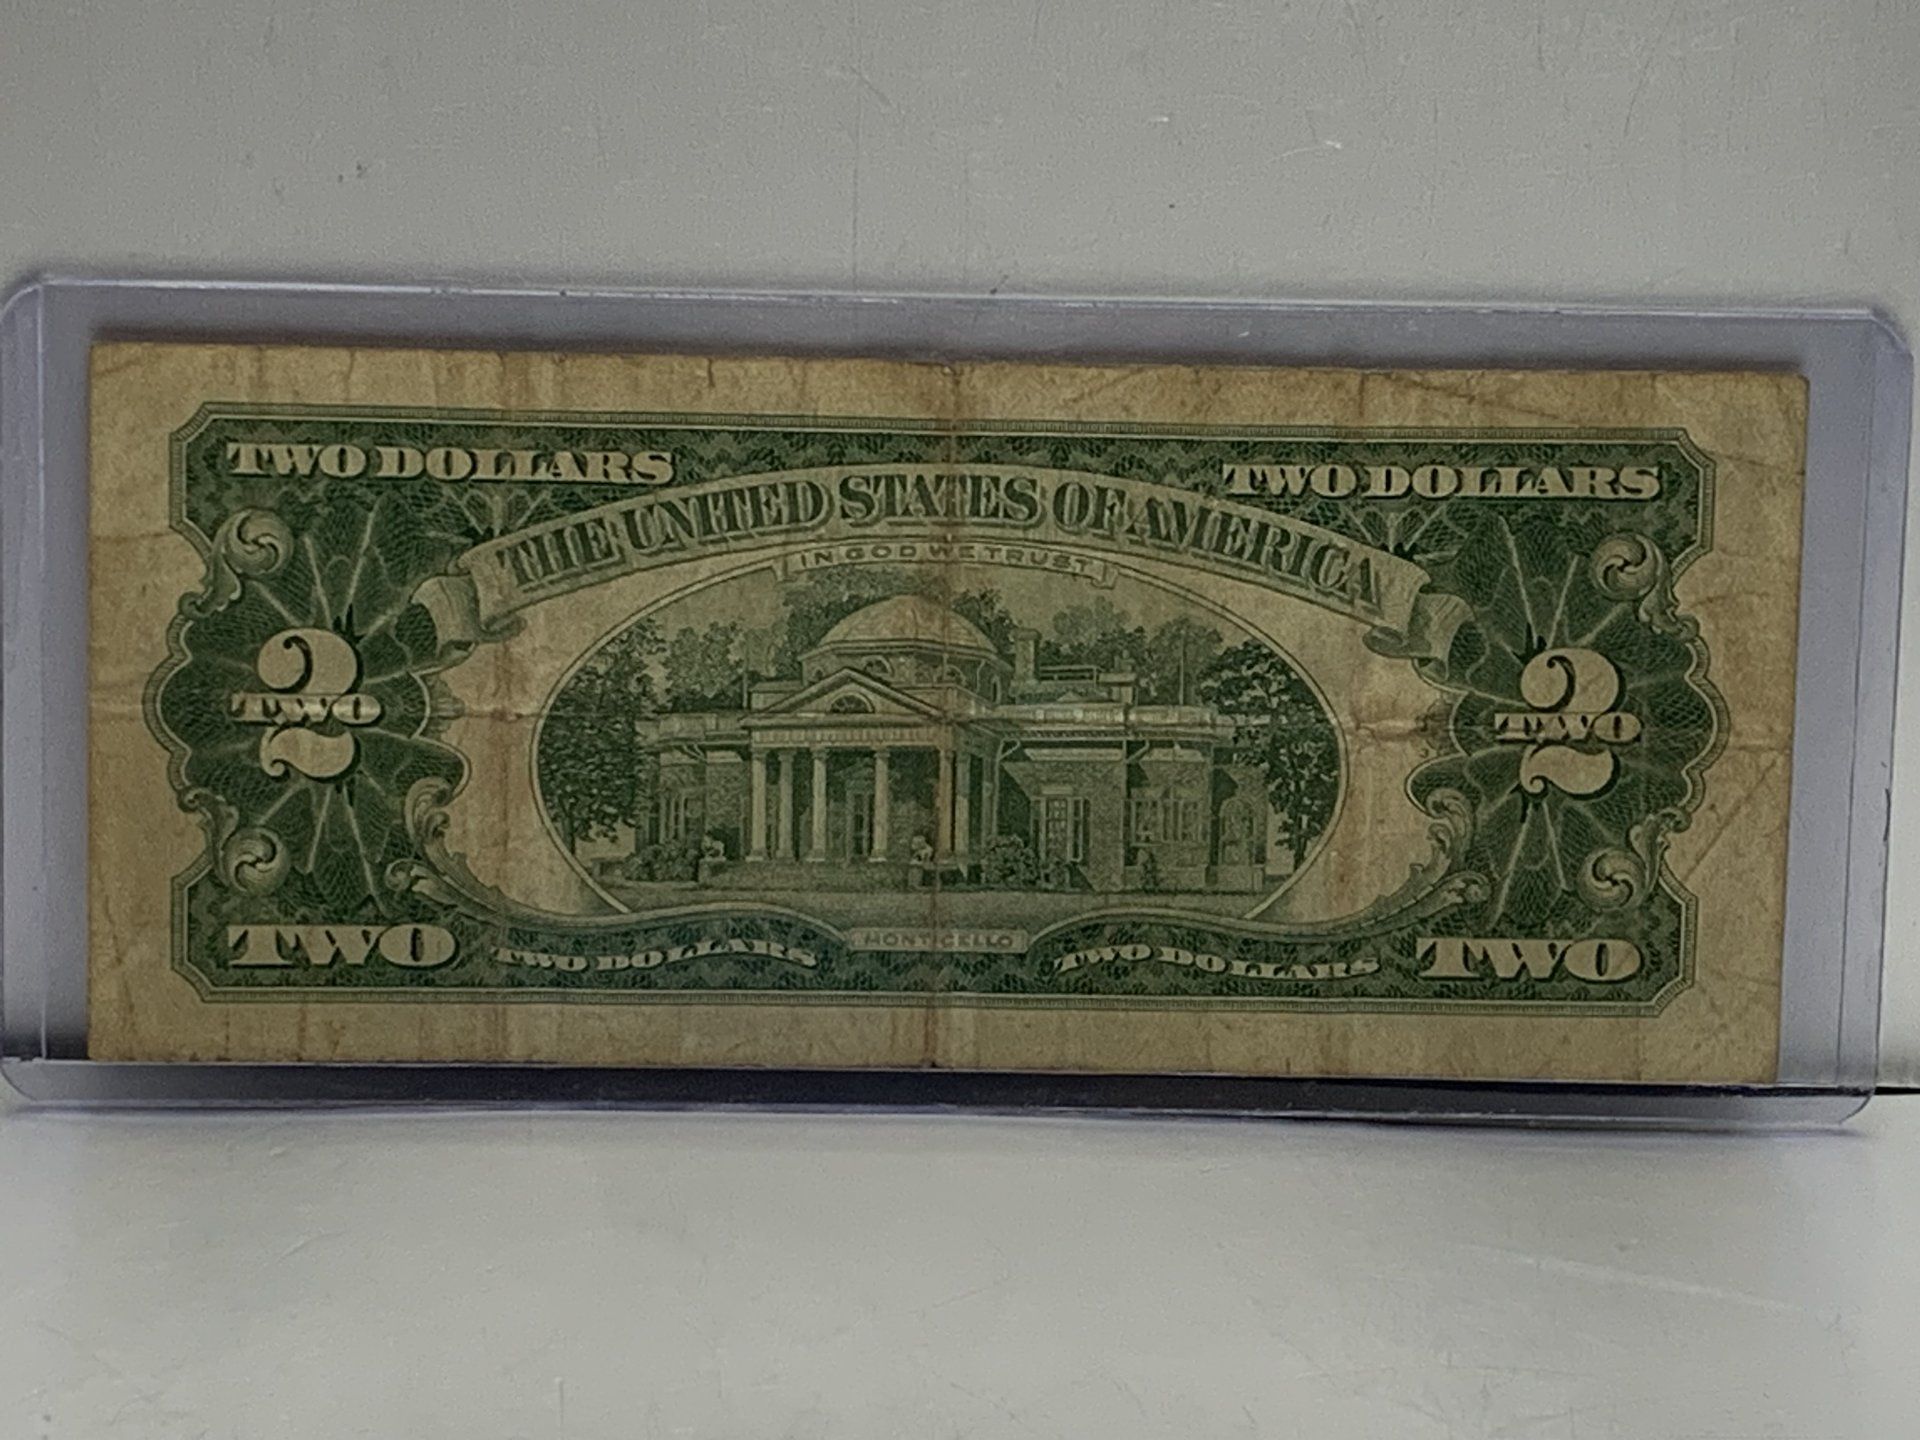 TWO DOLLARS TWO DOLLARS
THE UNITED STATES OF AMERICA
IN GOD WE TRUST
2 2
TWO TWO
MONTICELLO
TWO TWO DOLLARS TWO DOLLARS TWO